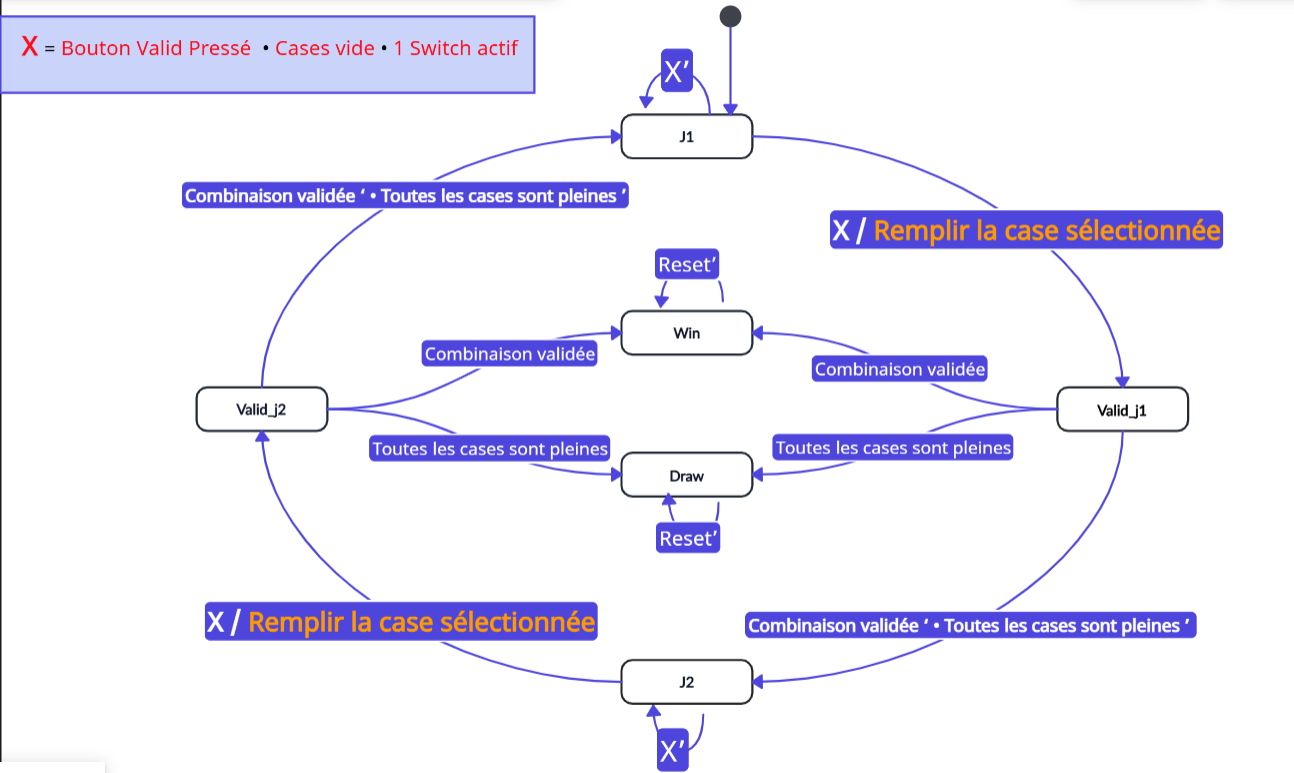 X = Bouton Valid Pressé • Cases vide • 1 Switch actif
X’
J1
Combinaison validée ‘ • Toutes les cases sont pleines ‘
X / Remplir la case sélectionnée
Reset’
Win
Combinaison validée
Combinaison validée
Valid_j2
Valid_j1
Toutes les cases sont pleines
Toutes les cases sont pleines
Draw
Reset’
X / Remplir la case sélectionnée
Combinaison validée ‘ • Toutes les cases sont pleines ‘
J2
X’